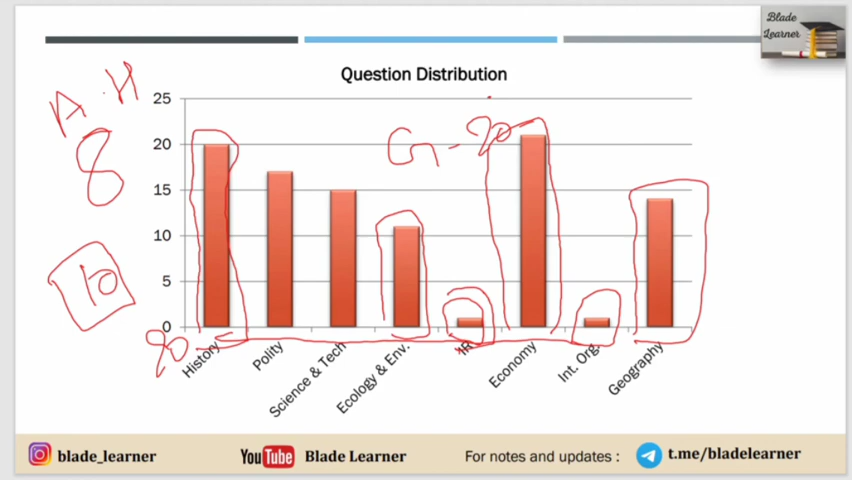 Blade
Learner
Question Distribution
A.H
8
10
G-20
25
20
15
10
5
0
20
History
Polity
Science & Tech
Ecology & Env.
IR
Economy
Int. Org.
Geography
blade_learner
YouTube Blade Learner
For notes and updates : t.me/bladelearner